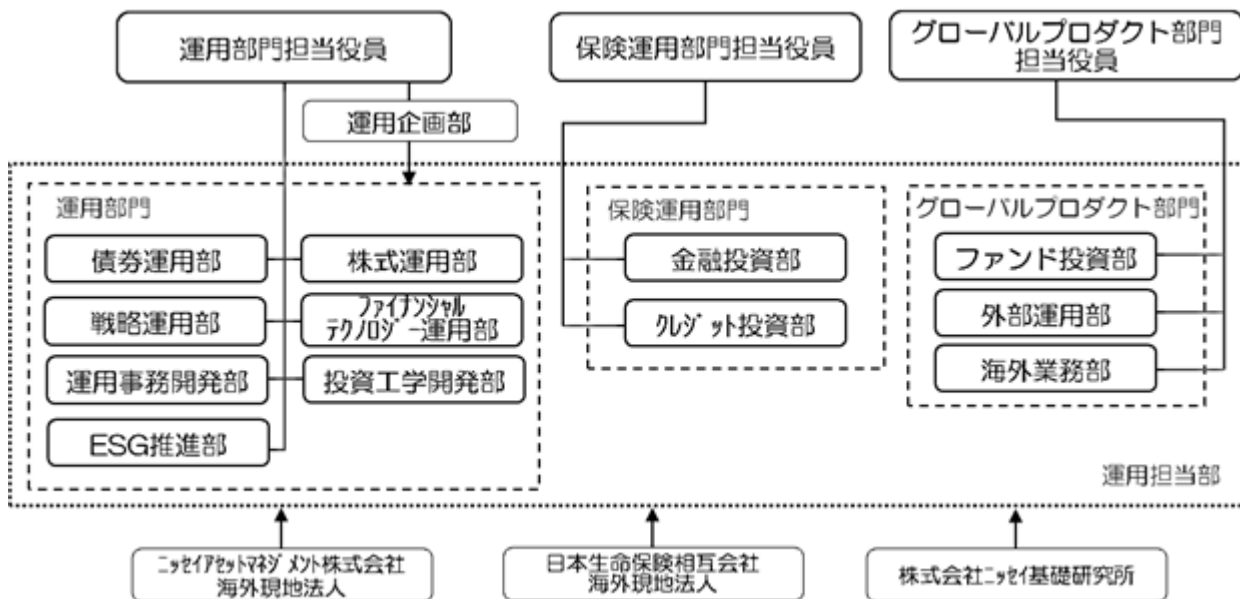 運用部門担当役員
保険運用部門担当役員
グローバルプロダクト部門
担当役員
運用企画部
運用部門
債券運用部
株式運用部
戦略運用部
ファイナンシャル
テクノロジー運用部
運用事務開発部
投資工学開発部
ESG推進部
保険運用部門
金融投資部
クレジット投資部
グローバルプロダクト部門
ファンド投資部
外部運用部
海外業務部
運用担当部
ニッセイアセットマネジメント株式会社
海外現地法人
日本生命保険相互会社
海外現地法人
株式会社ニッセイ基礎研究所